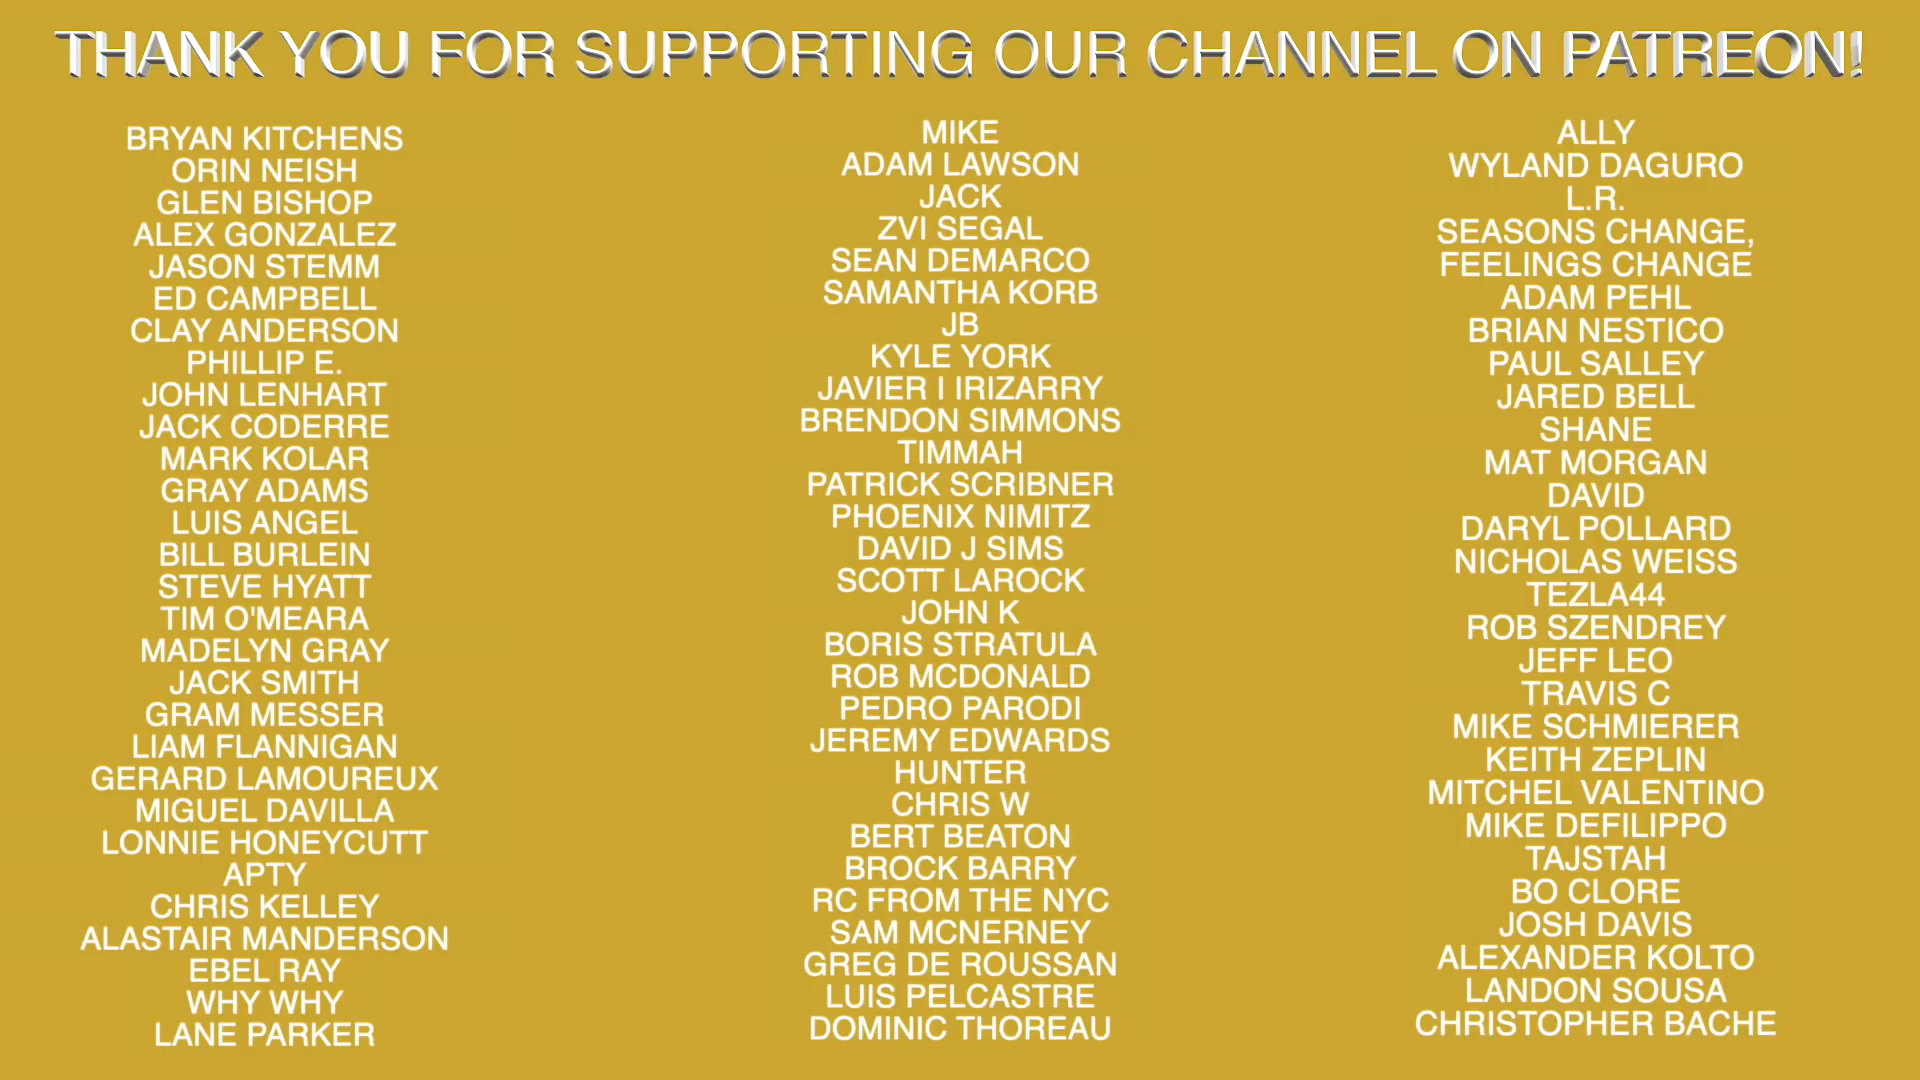 THANK YOU FOR SUPPORTING OUR CHANNEL ON PATREON!
BRYAN KITCHENS
ORIN NEISH
GLEN BISHOP
ALEX GONZALEZ
JASON STEMM
ED CAMPBELL
CLAY ANDERSON
PHILLIP E.
JOHN LENHART
JACK CODERRE
MARK KOLAR
GRAY ADAMS
LUIS ANGEL
BILL BURLEIN
STEVE HYATT
TIM O'MEARA
MADELYN GRAY
JACK SMITH
GRAM MESSER
LIAM FLANNIGAN
GERARD LAMOUREUX
MIGUEL DAVILLA
LONNIE HONEYCUTT
APTY
CHRIS KELLEY
ALASTAIR MANDERSON
EBEL RAY
WHY WHY
LANE PARKER
MIKE
ADAM LAWSON
JACK
ZVI SEGAL
SEAN DEMARCO
SAMANTHA KORB
JB
KYLE YORK
JAVIER I IRIZARRY
BRENDON SIMMONS
TIMMAH
PATRICK SCRIBNER
PHOENIX NIMITZ
DAVID J SIMS
SCOTT LAROCK
JOHN K
BORIS STRATULA
ROB MCDONALD
PEDRO PARODI
JEREMY EDWARDS
HUNTER
CHRIS W
BERT BEATON
BROCK BARRY
RC FROM THE NYC
SAM MCNERNEY
GREG DE ROUSSAN
LUIS PELCASTRE
DOMINIC THOREAU
ALLY
WYLAND DAGURO
L.R.
SEASONS CHANGE,
FEELINGS CHANGE
ADAM PEHL
BRIAN NESTICO
PAUL SALLEY
JARED BELL
SHANE
MAT MORGAN
DAVID
DARYL POLLARD
NICHOLAS WEISS
TEZLA44
ROB SZENDREY
JEFF LEO
TRAVIS C
MIKE SCHMIERER
KEITH ZEPLIN
MITCHEL VALENTINO
MIKE DEFILIPPO
TAJSTAH
BO CLORE
JOSH DAVIS
ALEXANDER KOLTO
LANDON SOUSA
CHRISTOPHER BACHE